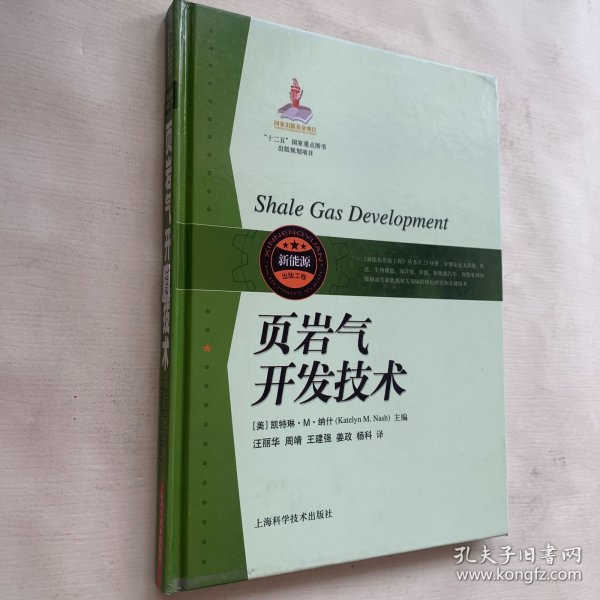 国家出版基金项目
“十二五”国家重点图书
出版规划项目
Shale Gas Development
XINNENGYUAN
新能源
出版工程
页岩气
开发技术
[美] 凯特琳·M·纳什 (Katelyn M. Nash) 主编
汪丽华 周靖 王建强 姜政 杨科 译
上海科学技术出版社
页岩气开发技术
孔夫子旧书网
www.kongfz.com